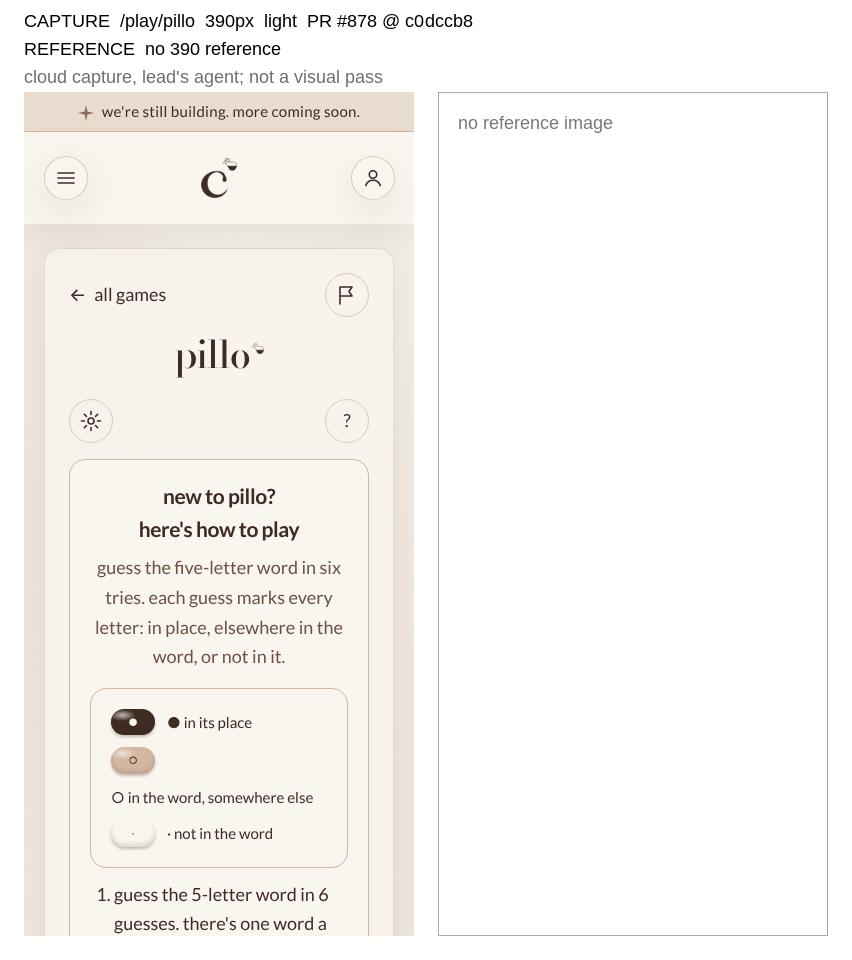 CAPTURE /play/pillo 390px light PR #878 @ c0dccb8
REFERENCE no 390 reference
cloud capture, lead's agent; not a visual pass
we're still building. more coming soon.
no reference image
c
← all games
pillo
?
new to pillo?
here's how to play
guess the five-letter word in six
tries. each guess marks every
letter: in place, elsewhere in the
word, or not in it.
● in its place
○ in the word, somewhere else
· not in the word
1. guess the 5-letter word in 6
guesses. there's one word a